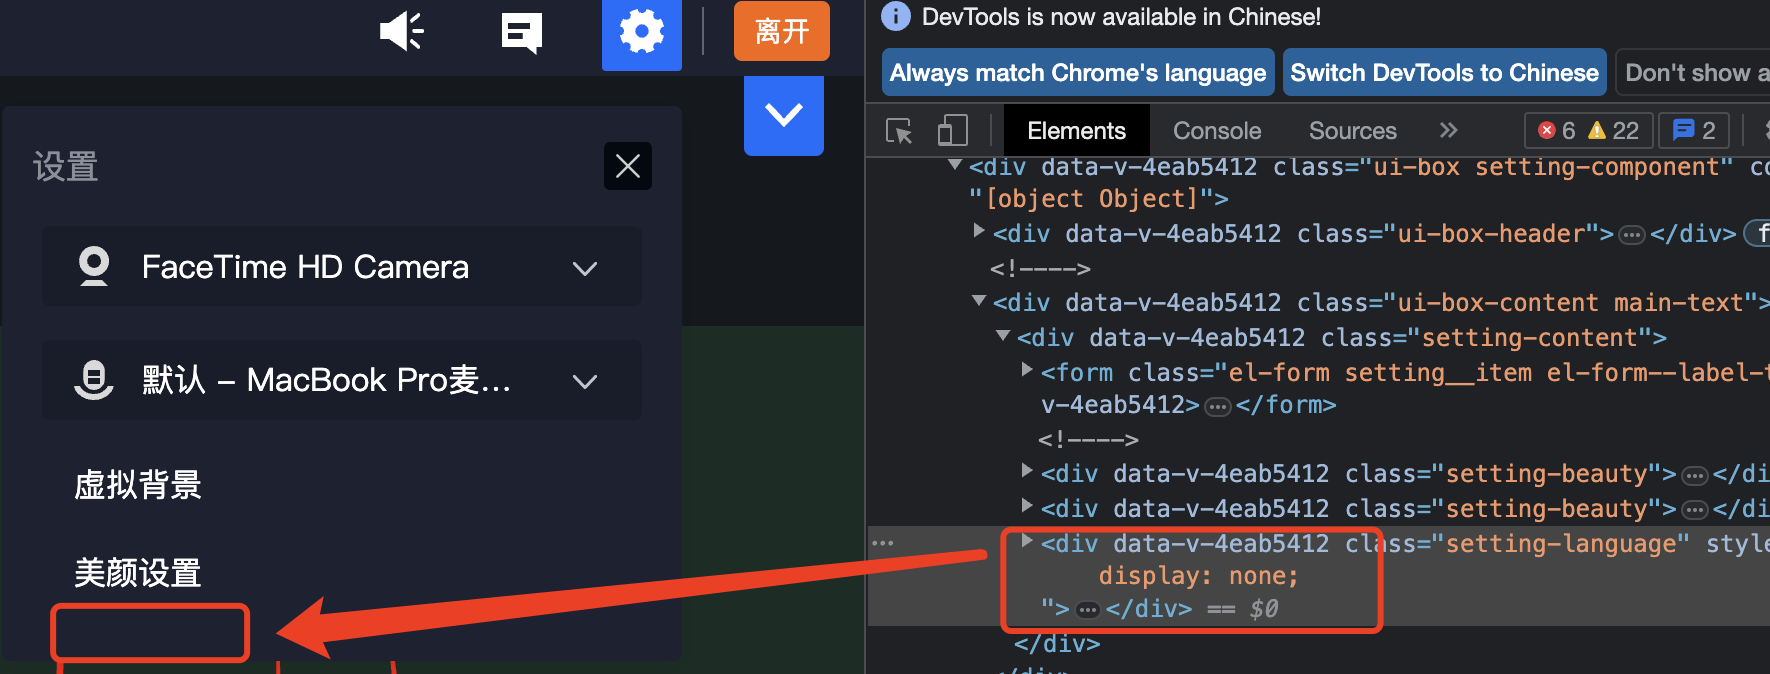 离开
设置
FaceTime HD Camera
默认 – MacBook Pro麦...
虚拟背景
美颜设置
DevTools is now available in Chinese!
Always match Chrome's language
Switch DevTools to Chinese
Don't show a
Elements
Console
Sources
6
22
2
<div data-v-4eab5412 class="ui-box setting-component" co
"[object Object]">
<div data-v-4eab5412 class="ui-box-header">…</div>
<!---->
<div data-v-4eab5412 class="ui-box-content main-text">
<div data-v-4eab5412 class="setting-content">
<form class="el-form setting__item el-form--label-t
v-4eab5412>…</form>
<!---->
<div data-v-4eab5412 class="setting-beauty">…</di
<div data-v-4eab5412 class="setting-beauty">…</di
<div data-v-4eab5412 class="setting-language" style
display: none;
">…</div> == $0
</div>